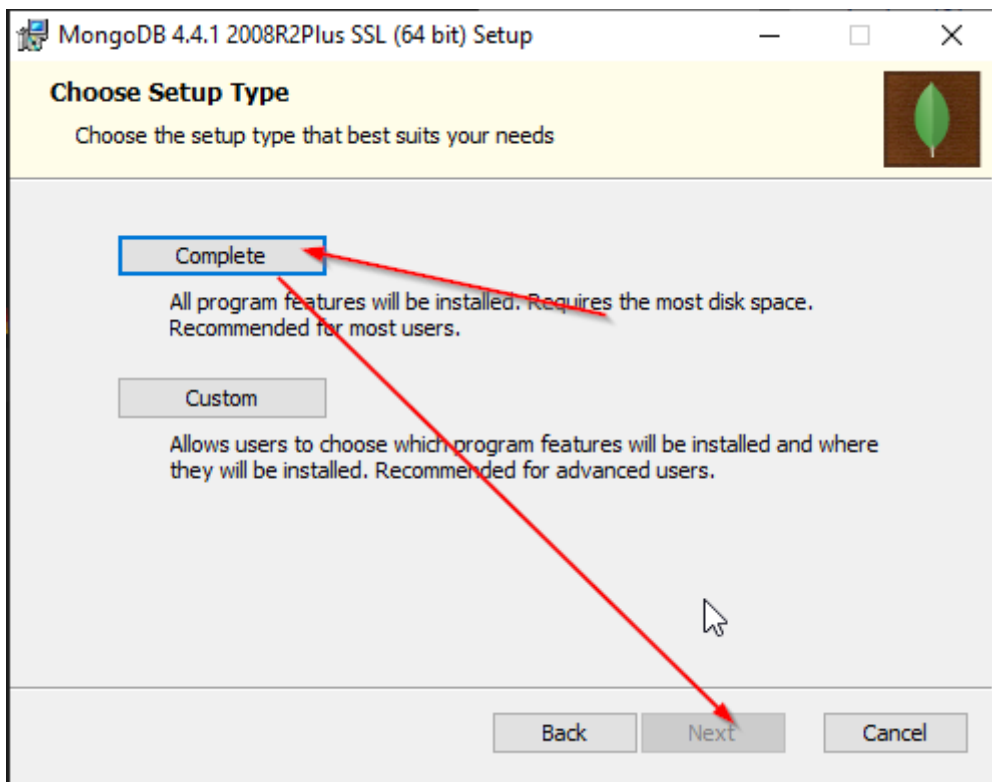 MongoDB 4.4.1 2008R2Plus SSL (64 bit) Setup
Choose Setup Type
Choose the setup type that best suits your needs
Complete
All program features will be installed. Requires the most disk space.
Recommended for most users.
Custom
Allows users to choose which program features will be installed and where
they will be installed. Recommended for advanced users.
Back Next Cancel